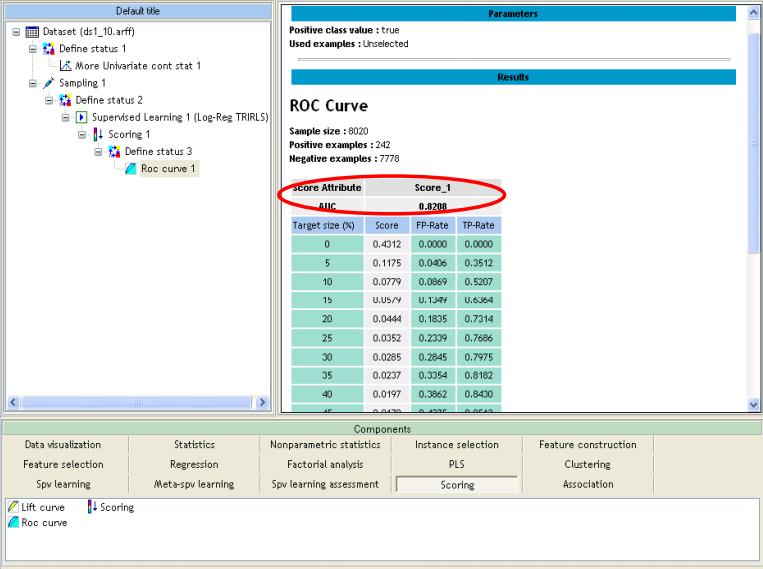 Default title
Dataset (ds1_10.arff)
Define status 1
More Univariate cont stat 1
Sampling 1
Define status 2
Supervised Learning 1 (Log-Reg TRIRLS)
Scoring 1
Define status 3
Roc curve 1
Parameters
Positive class value : true
Used examples : Unselected
Results
ROC Curve
Sample size : 8020
Positive examples : 242
Negative examples : 7778
Score Attribute Score_1
AUC 0.8208
Target size (%) Score FP-Rate TP-Rate
0 0.4312 0.0000 0.0000
5 0.1175 0.0406 0.3512
10 0.0779 0.0869 0.5207
15 0.0579 0.1349 0.6364
20 0.0444 0.1835 0.7314
25 0.0352 0.2339 0.7686
30 0.0285 0.2845 0.7975
35 0.0237 0.3354 0.8182
40 0.0197 0.3862 0.8430
Components
Data visualization Statistics Nonparametric statistics Instance selection Feature construction
Feature selection Regression Factorial analysis PLS Clustering
Spv learning Meta-spv learning Spv learning assessment Scoring Association
Lift curve Scoring
Roc curve